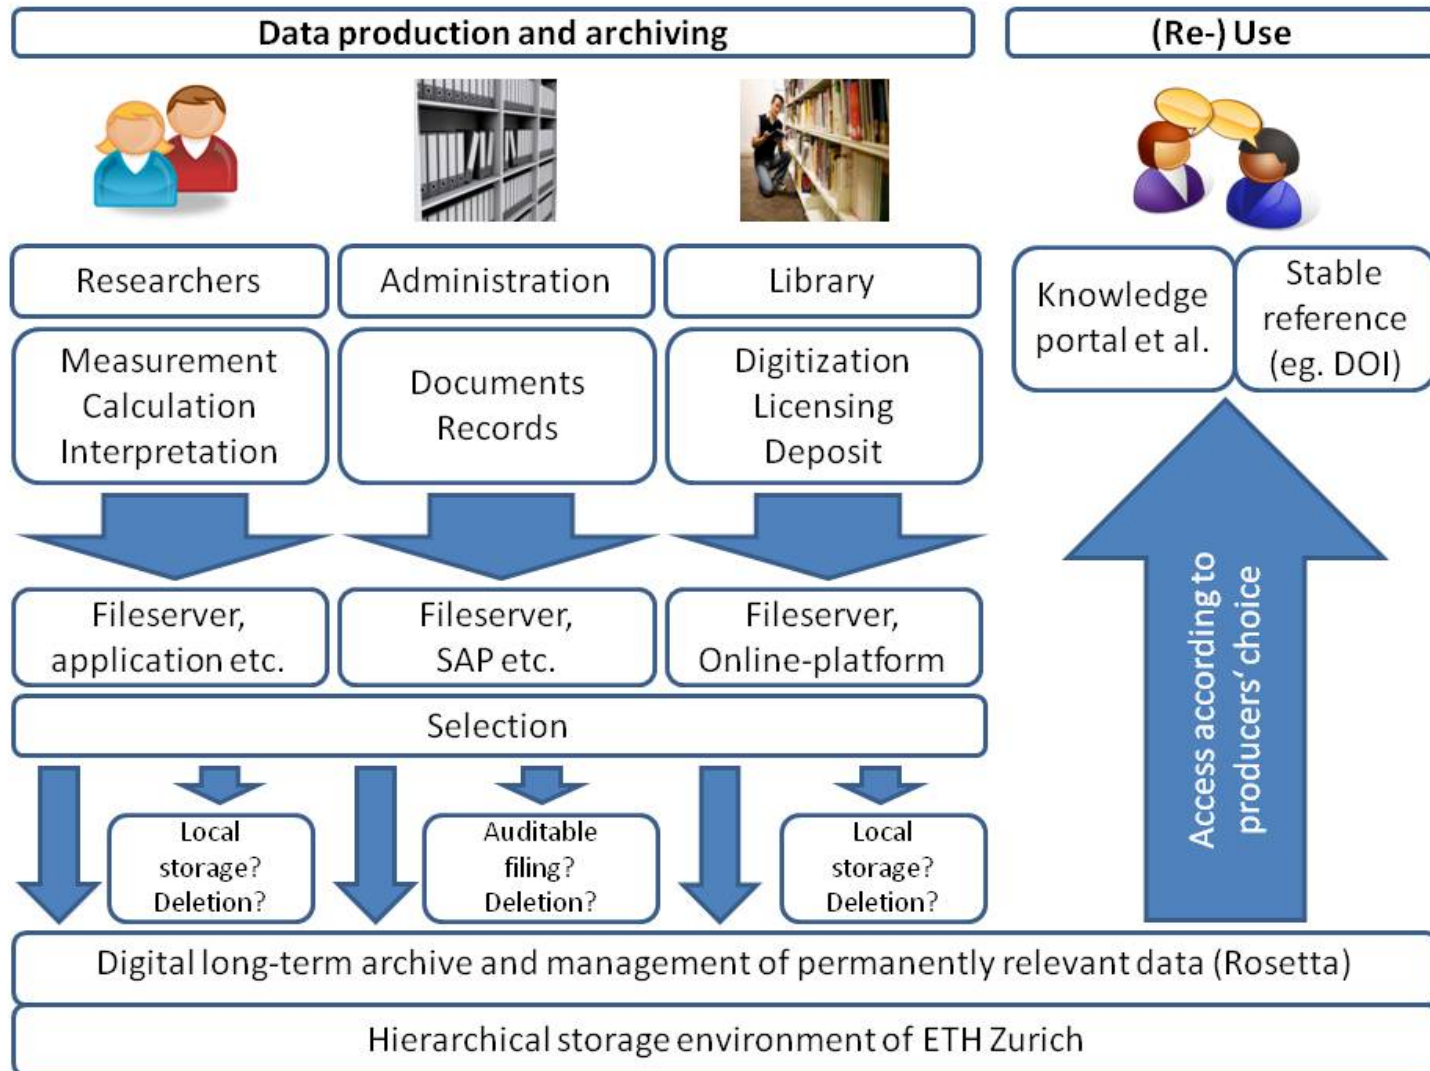 Data production and archiving
(Re-) Use
Researchers
Administration
Library
Knowledge
portal et al.
Stable
reference
(eg. DOI)
Measurement
Calculation
Interpretation
Documents
Records
Digitization
Licensing
Deposit
Fileserver,
application etc.
Fileserver,
SAP etc.
Fileserver,
Online-platform
Selection
Local
storage?
Deletion?
Auditable
filing?
Deletion?
Local
storage?
Deletion?
Access according to
producers‘ choice
Digital long-term archive and management of permanently relevant data (Rosetta)
Hierarchical storage environment of ETH Zurich